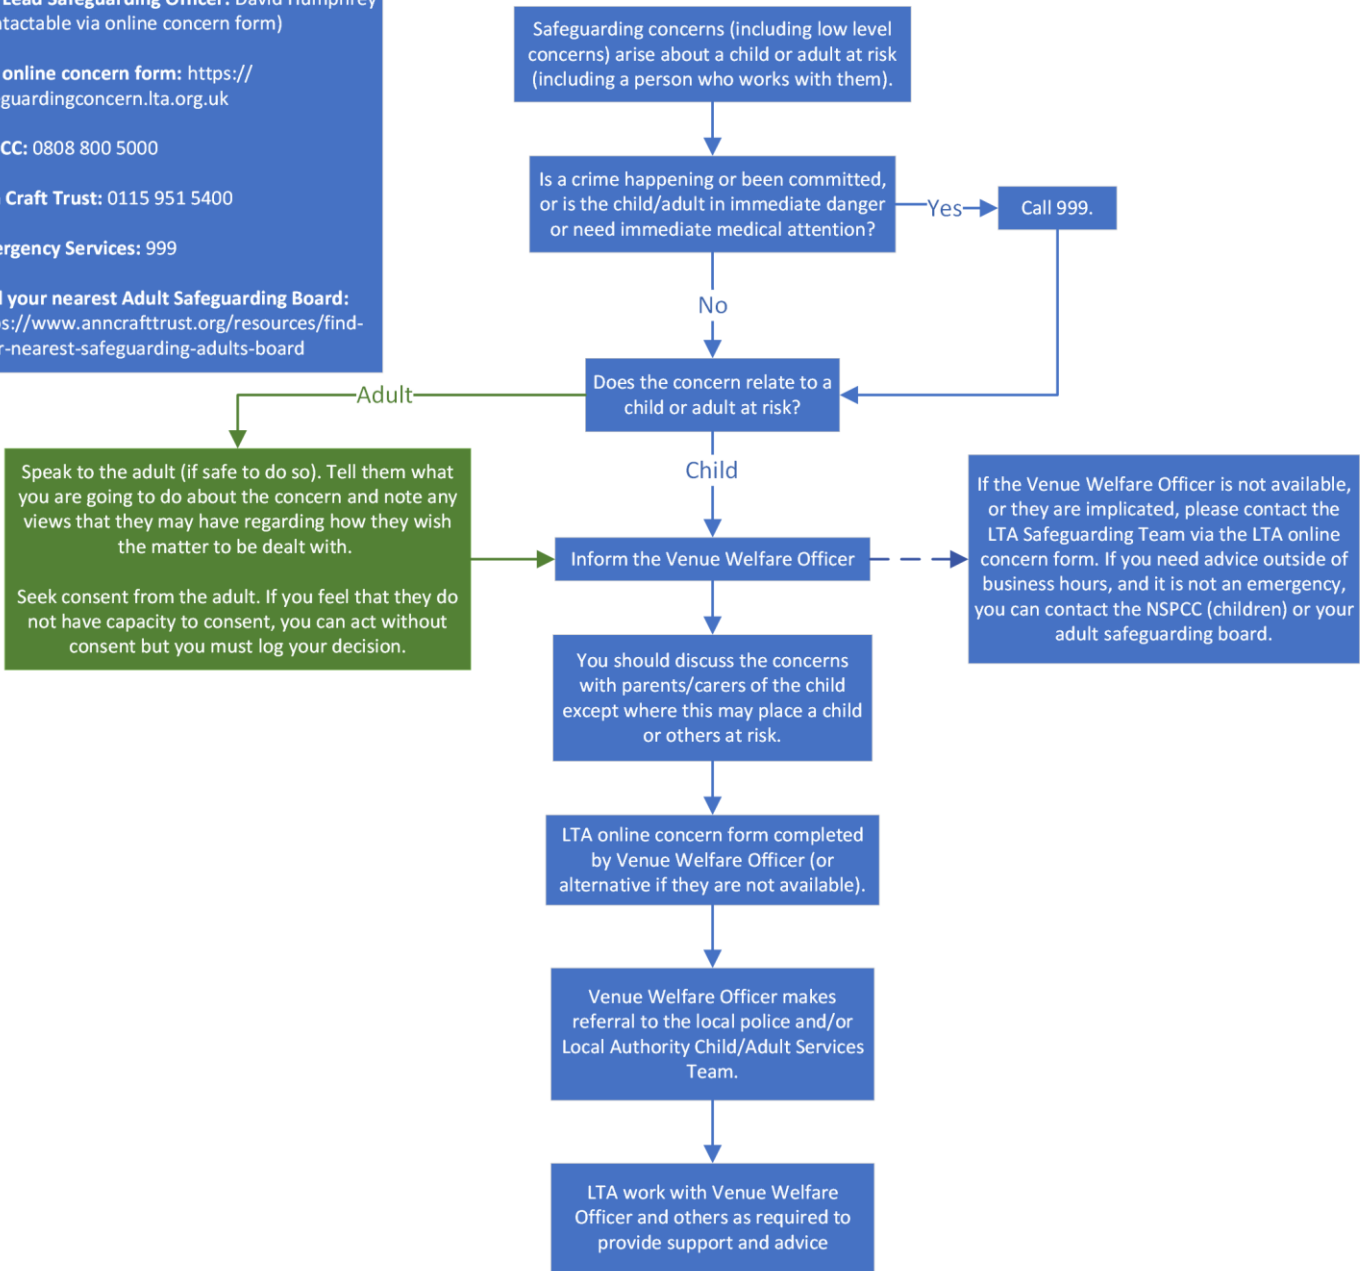 Lead Safeguarding Officer: David Humphrey
ntactable via online concern form)
online concern form: https://
guardingconcern.lta.org.uk
CC: 0808 800 5000
Craft Trust: 0115 951 5400
ergency Services: 999
your nearest Adult Safeguarding Board:
s://www.anncrafttrust.org/resources/find-
r-nearest-safeguarding-adults-board
Safeguarding concerns (including low level
concerns) arise about a child or adult at risk
(including a person who works with them).
Is a crime happening or been committed,
or is the child/adult in immediate danger
or need immediate medical attention?
Yes
Call 999.
No
Does the concern relate to a
child or adult at risk?
Adult
Speak to the adult (if safe to do so). Tell them what
you are going to do about the concern and note any
views that they may have regarding how they wish
the matter to be dealt with.
Seek consent from the adult. If you feel that they do
not have capacity to consent, you can act without
consent but you must log your decision.
Child
Inform the Venue Welfare Officer
If the Venue Welfare Officer is not available,
or they are implicated, please contact the
LTA Safeguarding Team via the LTA online
concern form. If you need advice outside of
business hours, and it is not an emergency,
you can contact the NSPCC (children) or your
adult safeguarding board.
You should discuss the concerns
with parents/carers of the child
except where this may place a child
or others at risk.
LTA online concern form completed
by Venue Welfare Officer (or
alternative if they are not available).
Venue Welfare Officer makes
referral to the local police and/or
Local Authority Child/Adult Services
Team.
LTA work with Venue Welfare
Officer and others as required to
provide support and advice